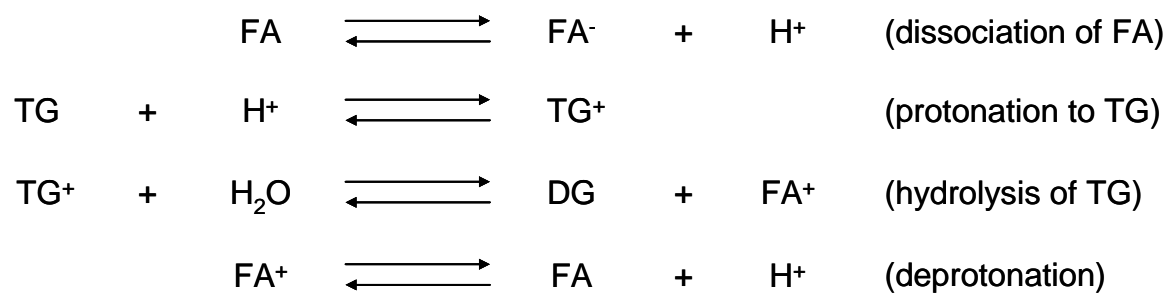 FA ⇌ FA⁻ + H⁺ (dissociation of FA)
TG + H⁺ ⇌ TG⁺ (protonation to TG)
TG⁺ + H₂O ⇌ DG + FA⁺ (hydrolysis of TG)
FA⁺ ⇌ FA + H⁺ (deprotonation)